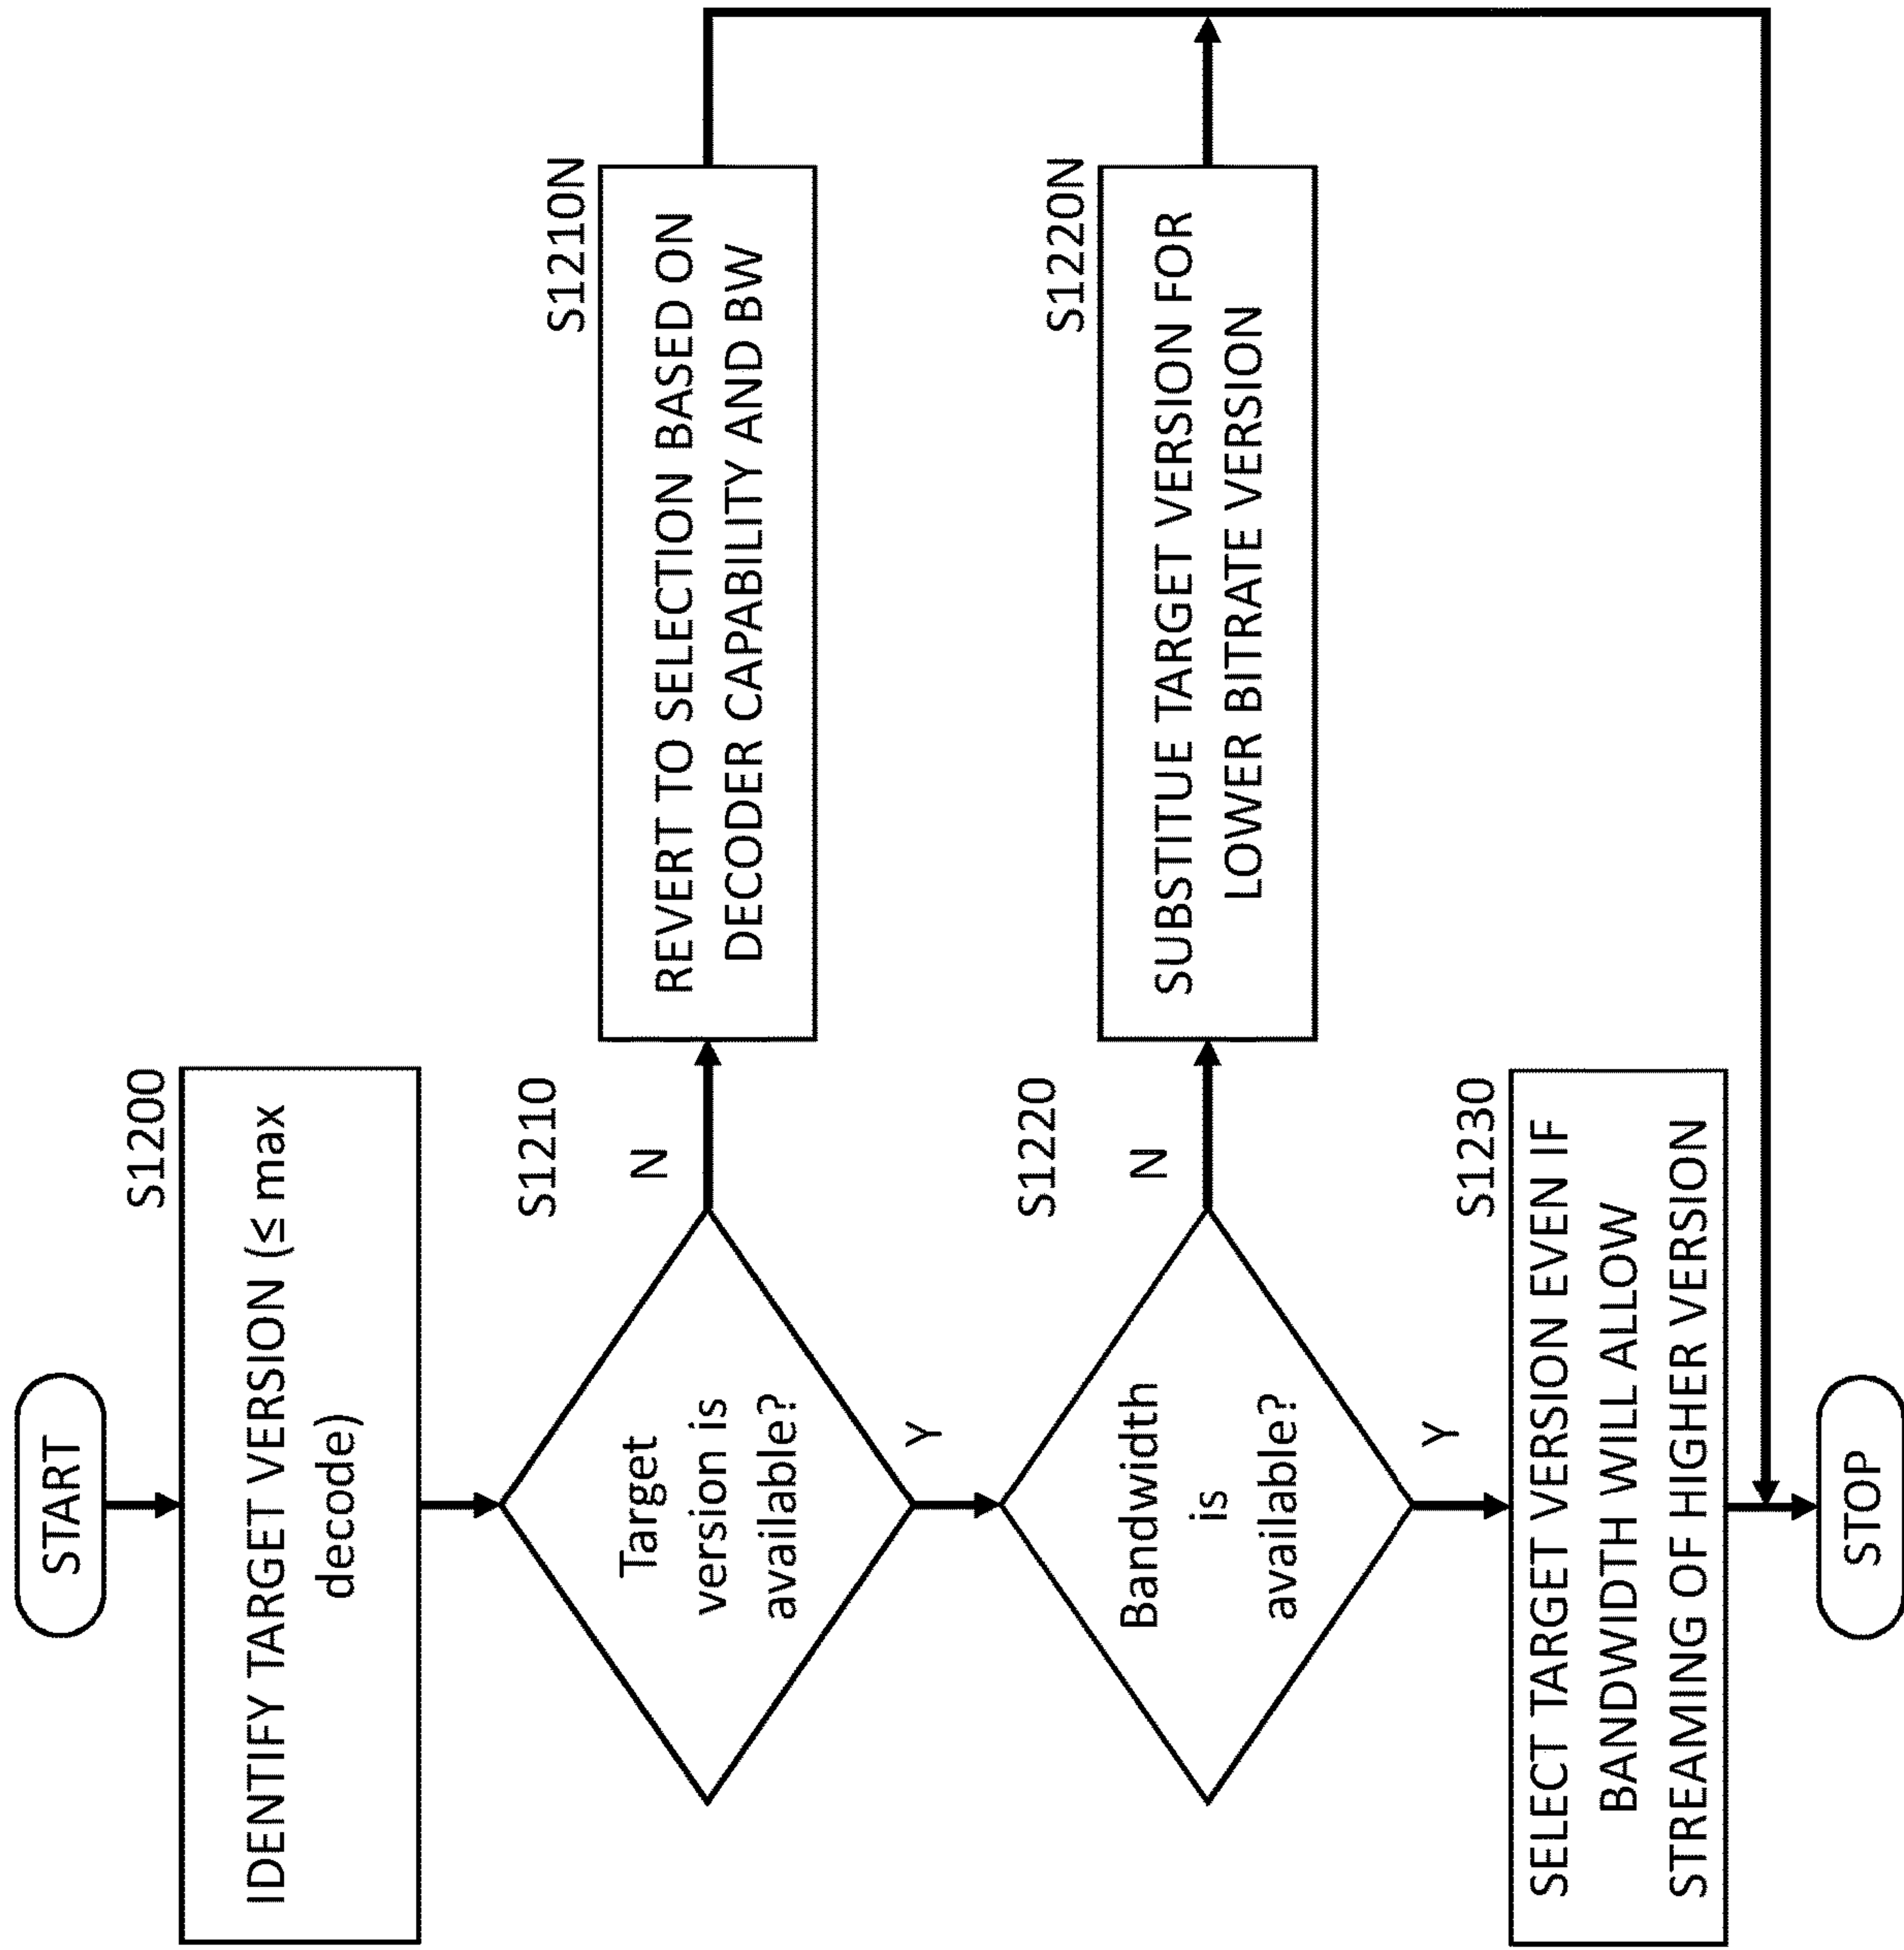 START
S1200
IDENTIFY TARGET VERSION (≤ max
decode)
S1210
Target
version is
available?
N
Y
S1210N
REVERT TO SELECTION BASED ON
DECODER CAPABILITY AND BW
S1220
Bandwidth
is
available?
N
Y
S1220N
SUBSTITUE TARGET VERSION FOR
LOWER BITRATE VERSION
S1230
SELECT TARGET VERSION EVEN IF
BANDWIDTH WILL ALLOW
STREAMING OF HIGHER VERSION
STOP